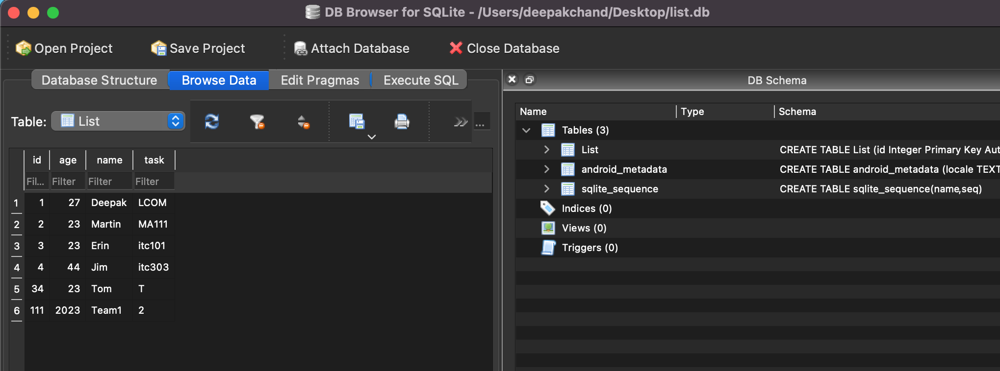 DB Browser for SQLite - /Users/deepakchand/Desktop/list.db
Open Project Save Project Attach Database Close Database
Database Structure Browse Data Edit Pragmas Execute SQL
Table: List ...
id age name task
Fil... Filter Filter Filter
1 1 27 Deepak LCOM
2 2 23 Martin MA111
3 3 23 Erin itc101
4 4 44 Jim itc303
5 34 23 Tom T
6 111 2023 Team1 2
DB Schema
Name Type Schema
Tables (3)
List CREATE TABLE List (id Integer Primary Key Aut
android_metadata CREATE TABLE android_metadata (locale TEXT
sqlite_sequence CREATE TABLE sqlite_sequence(name,seq)
Indices (0)
Views (0)
Triggers (0)